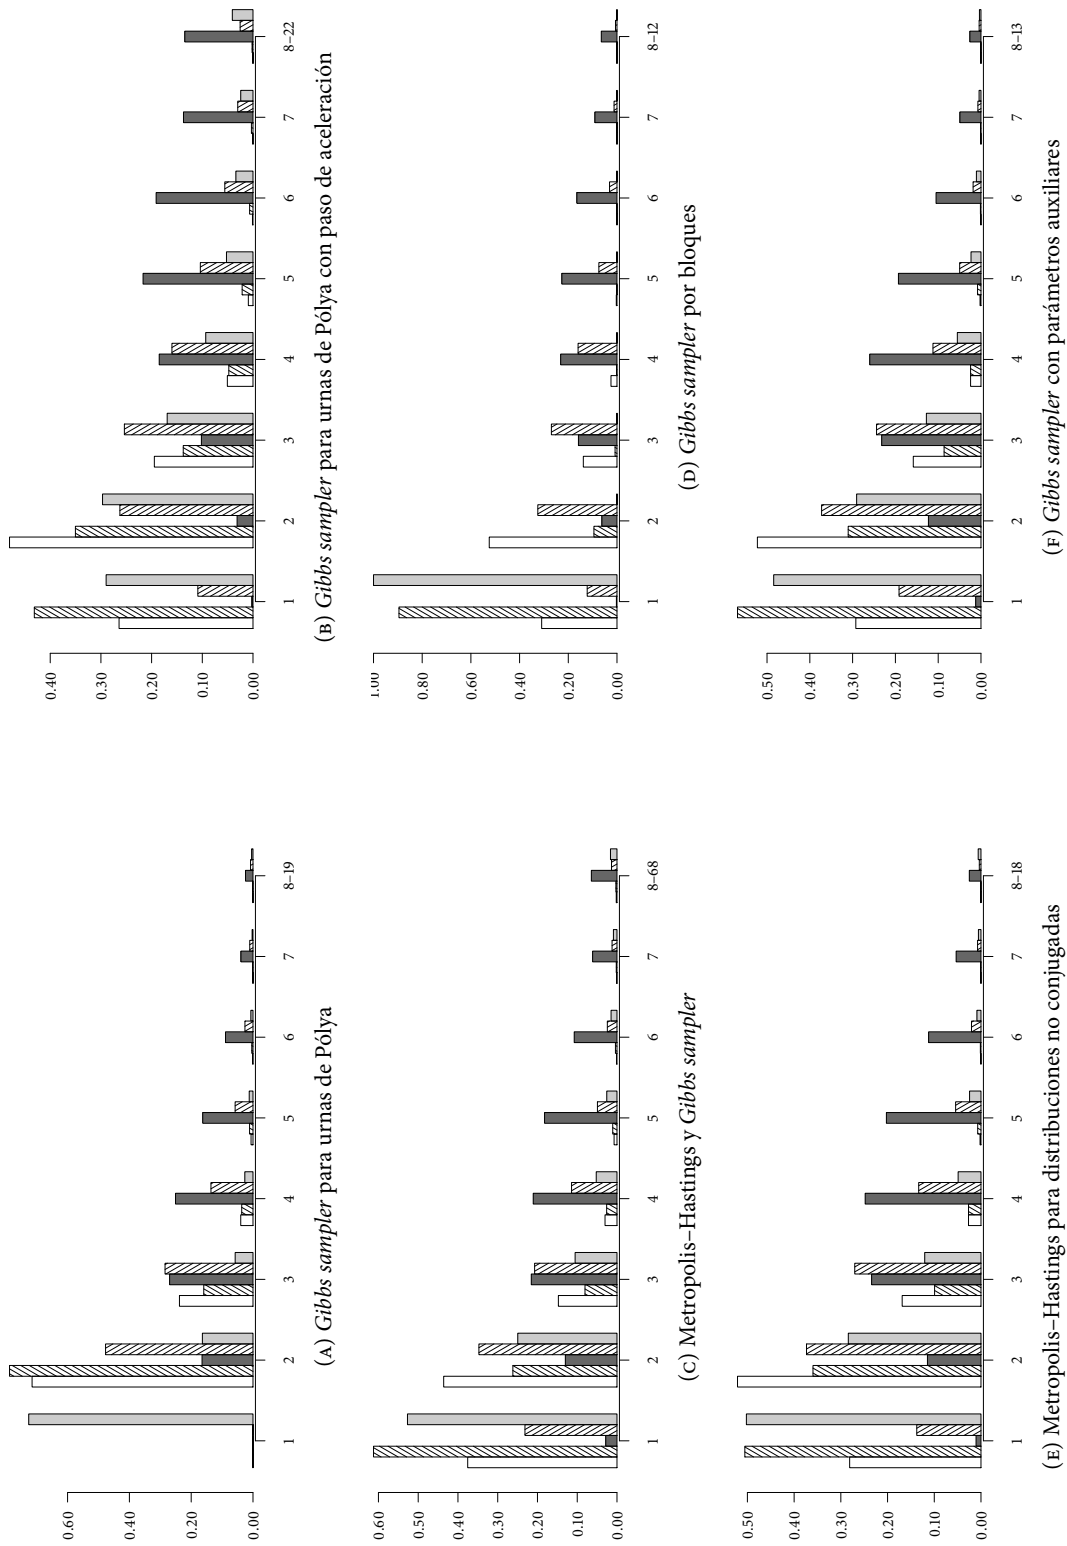 0.60
0.40
0.20
0.00
1 2 3 4 5 6 7 8–19
(A) Gibbs sampler para urnas de Pólya
0.40
0.30
0.20
0.10
0.00
1 2 3 4 5 6 7 8–22
(B) Gibbs sampler para urnas de Pólya con paso de aceleración
0.60
0.50
0.40
0.30
0.20
0.10
0.00
1 2 3 4 5 6 7 8–68
(C) Metropolis–Hastings y Gibbs sampler
1.00
0.80
0.60
0.40
0.20
0.00
1 2 3 4 5 6 7 8–12
(D) Gibbs sampler por bloques
0.50
0.40
0.30
0.20
0.10
0.00
1 2 3 4 5 6 7 8–18
(E) Metropolis–Hastings para distribuciones no conjugadas
0.50
0.40
0.30
0.20
0.10
0.00
1 2 3 4 5 6 7 8–13
(F) Gibbs sampler con parámetros auxiliares